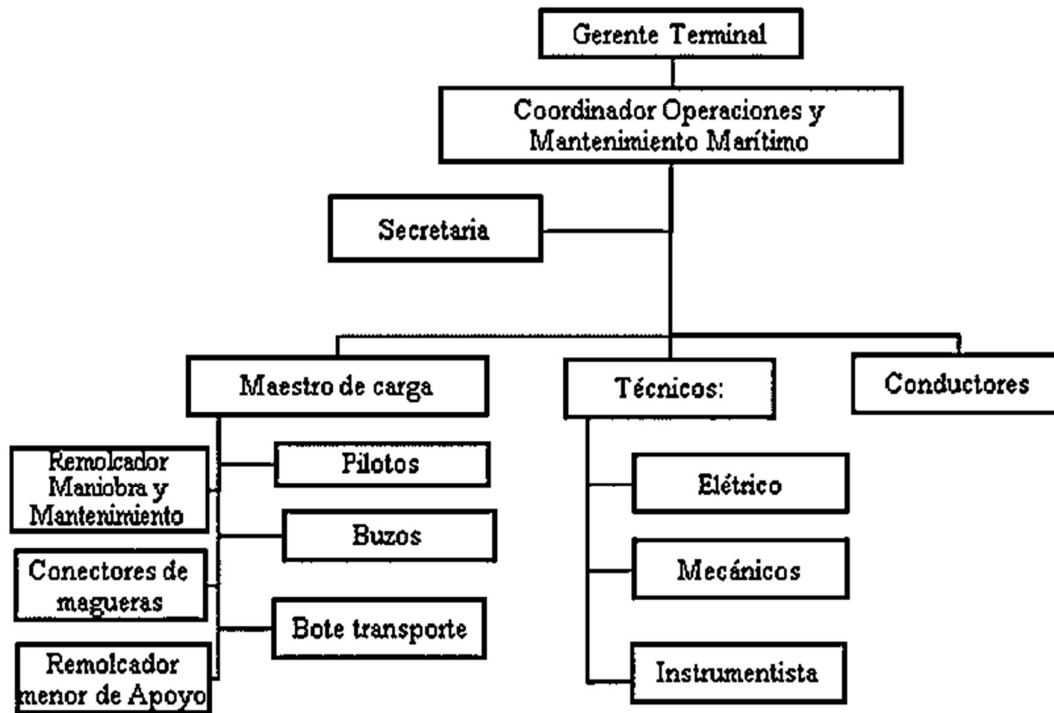 Gerente Terminal
Coordinador Operaciones y
Mantenimiento Marítimo
Secretaria
Maestro de carga
Técnicos:
Conductores
Remolcador
Maniobra y
Mantenimiento
Pilotos
Elétrico
Buzos
Conectores de
magueras
Mecánicos
Bote transporte
Remolcador
menor de Apoyo
Instrumentista